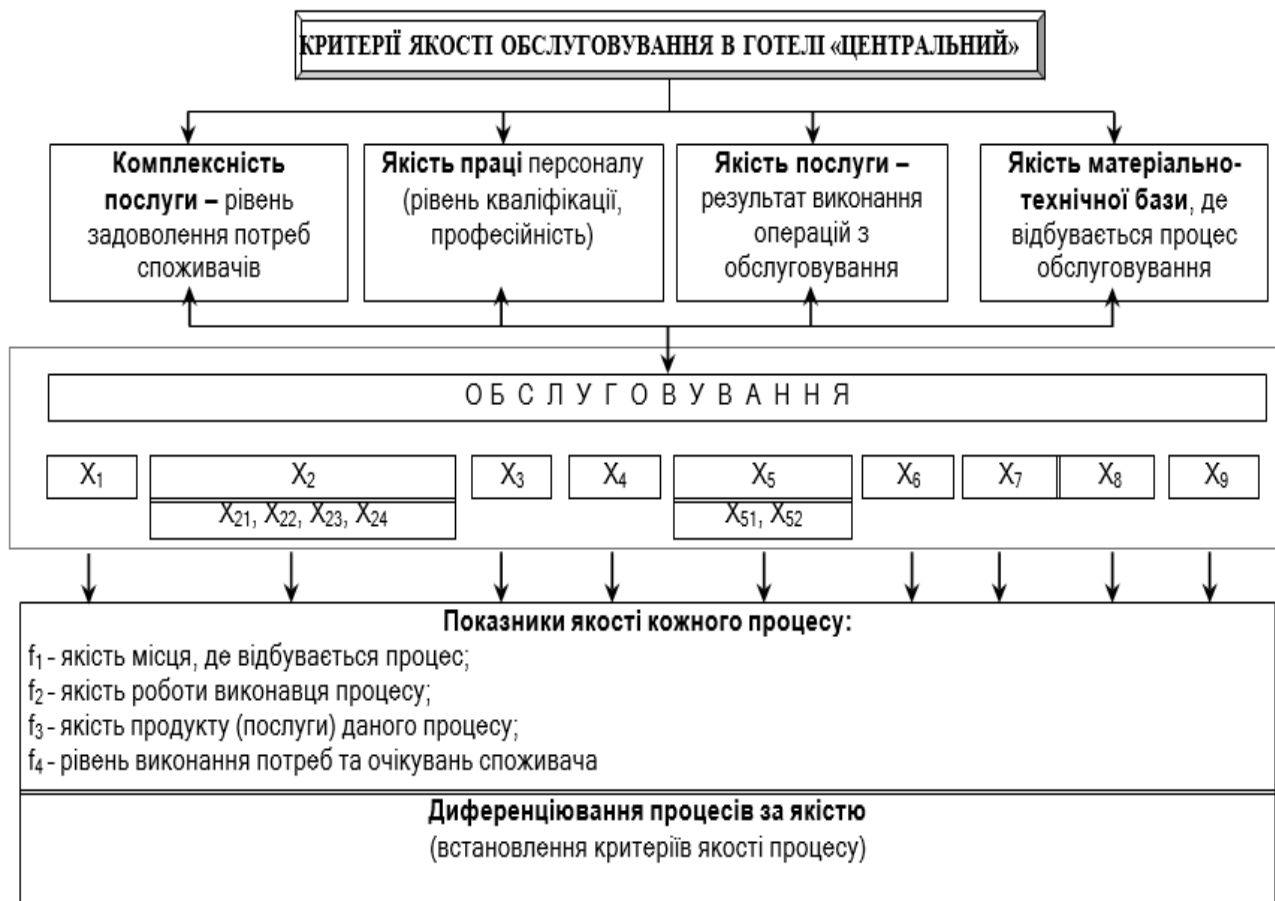 КРИТЕРІЇ ЯКОСТІ ОБСЛУГОВУВАННЯ В ГОТЕЛІ «ЦЕНТРАЛЬНИЙ»
Комплексність
послуги – рівень
задоволення потреб
споживачів
Якість праці персоналу
(рівень кваліфікації,
професійність)
Якість послуги –
результат виконання
операцій з
обслуговування
Якість матеріально-
технічної бази, де
відбувається процес
обслуговування
О Б С Л У Г О В У В А Н Н Я
X₁
X₂
X₃
X₄
X₅
X₆
X₇
X₈
X₉
X₂₁, X₂₂, X₂₃, X₂₄
X₅₁, X₅₂
Показники якості кожного процесу:
f₁ - якість місця, де відбувається процес;
f₂ - якість роботи виконавця процесу;
f₃ - якість продукту (послуги) даного процесу;
f₄ - рівень виконання потреб та очікувань споживача
Диференціювання процесів за якістю
(встановлення критеріїв якості процесу)